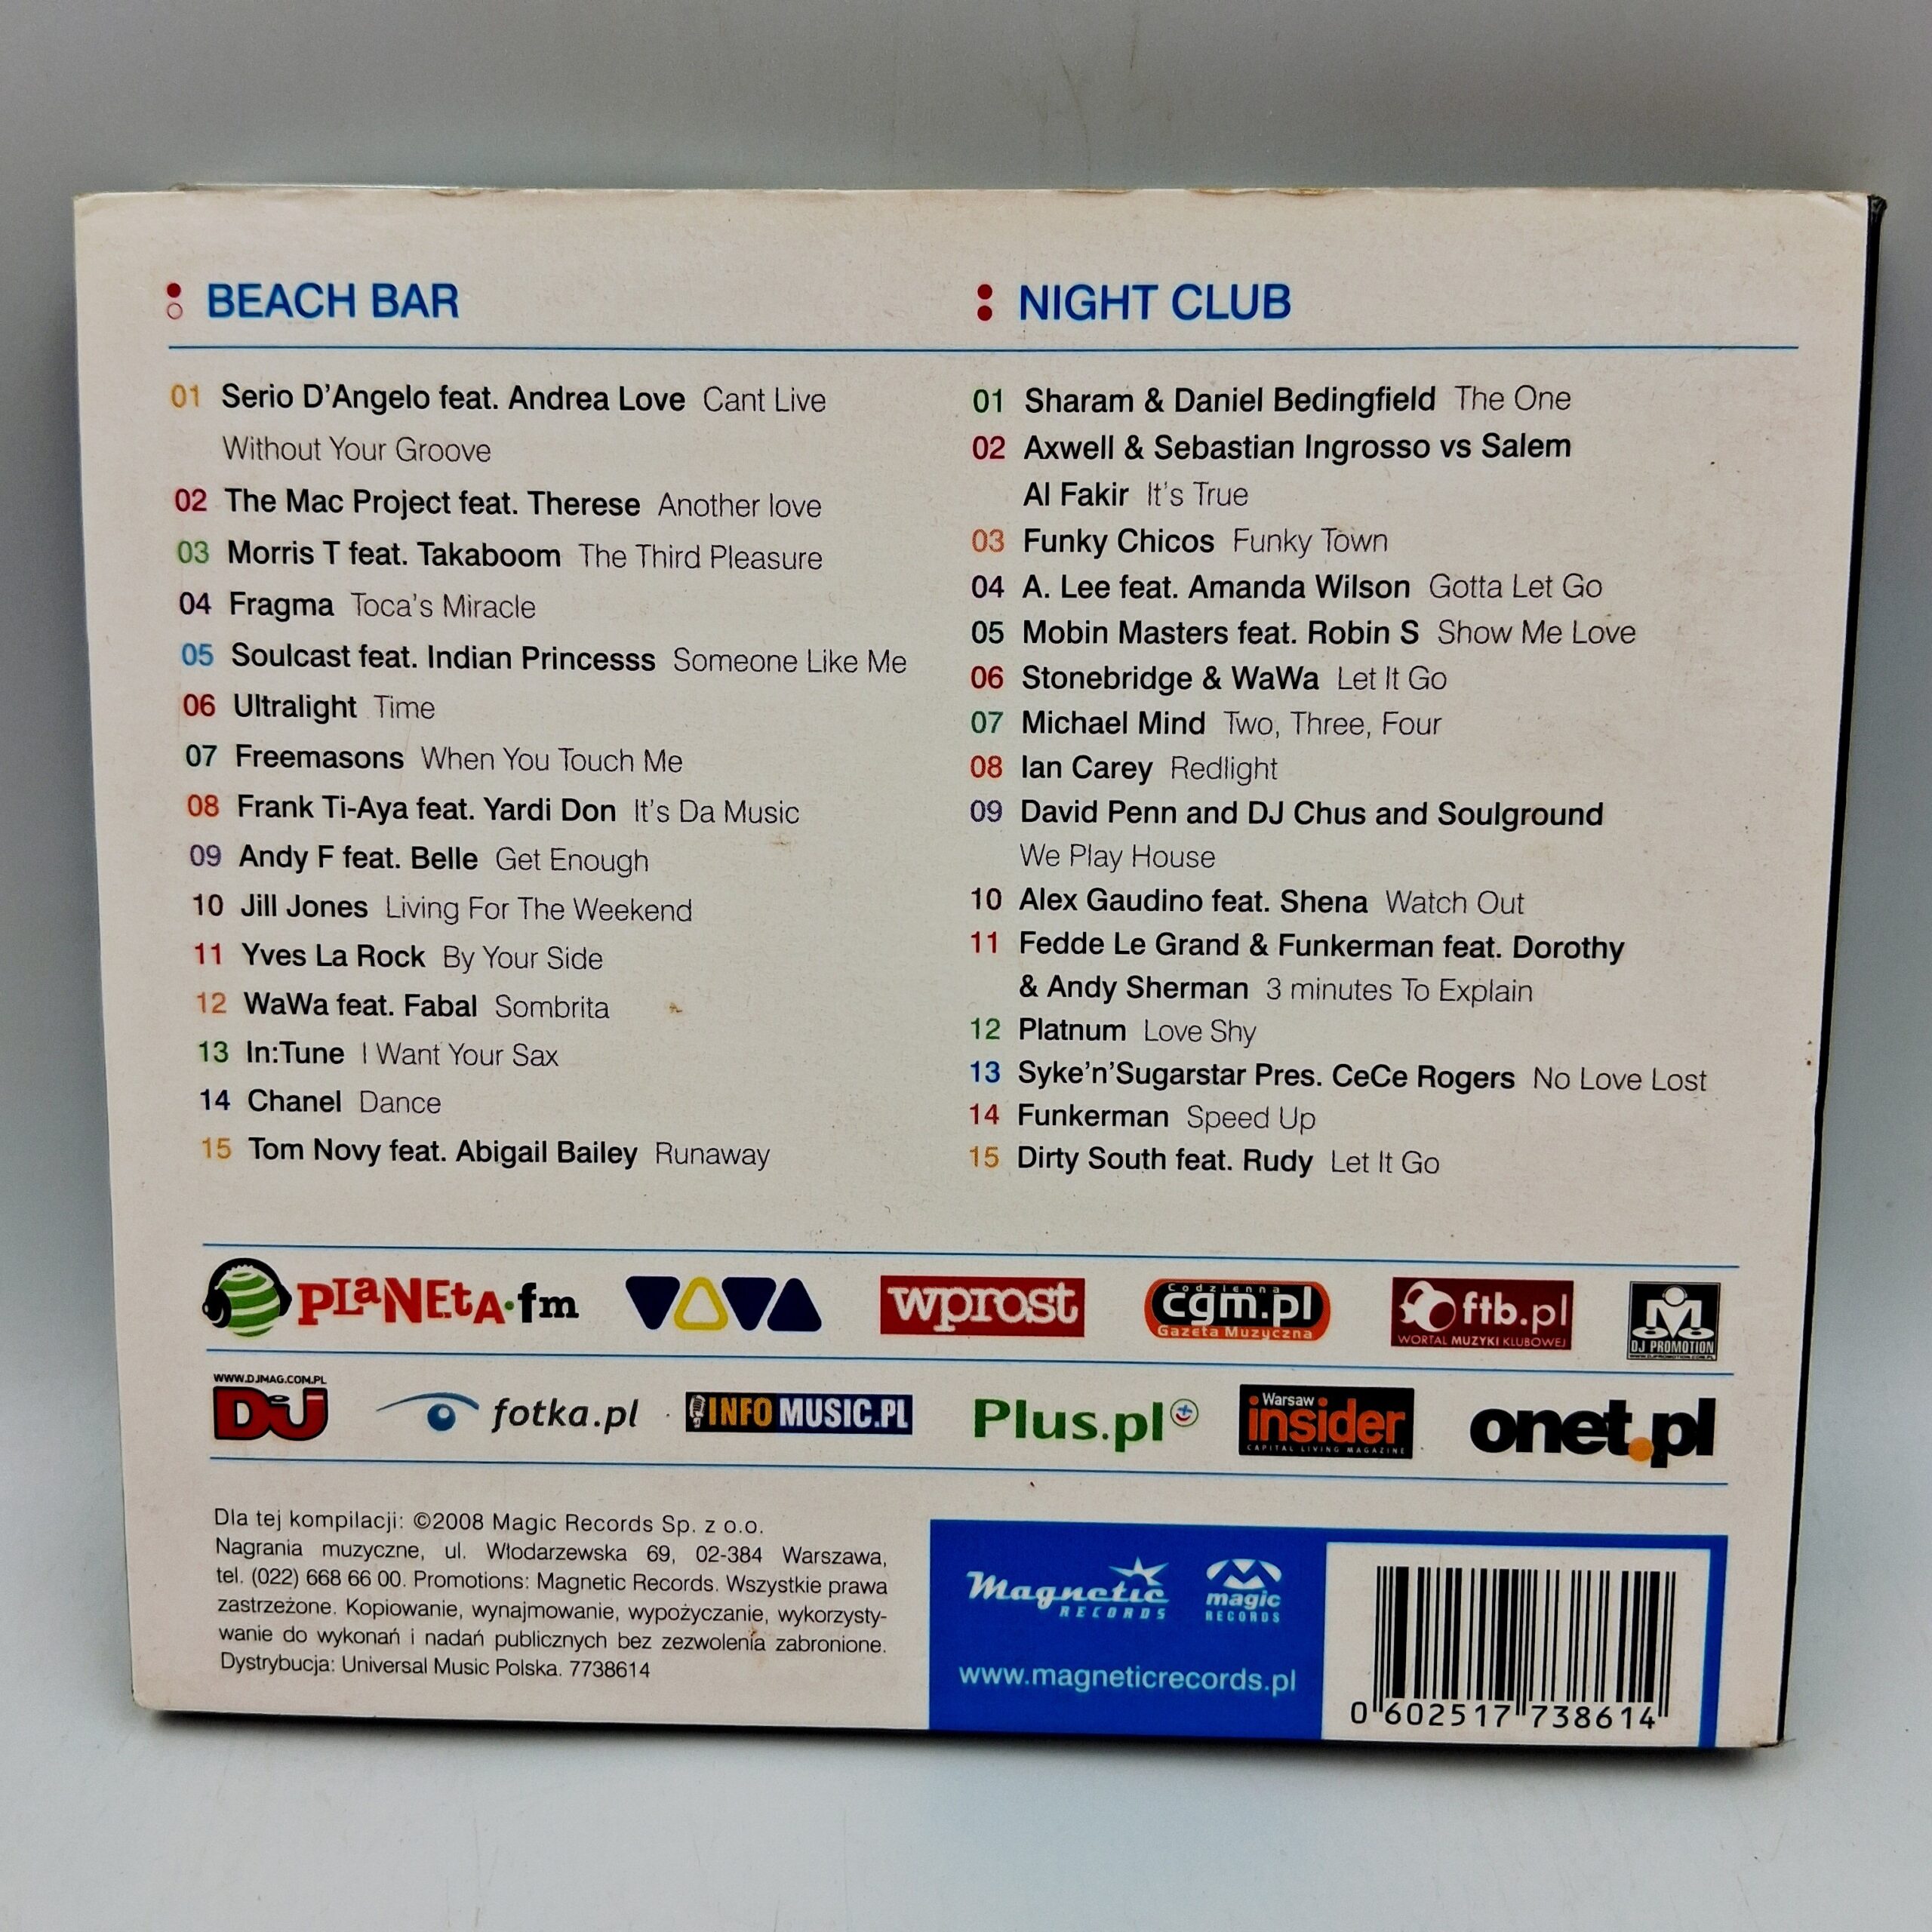 BEACH BAR
01 Serio D'Angelo feat. Andrea Love Cant Live
Without Your Groove
02 The Mac Project feat. Therese Another love
03 Morris T feat. Takaboom The Third Pleasure
04 Fragma Toca's Miracle
05 Soulcast feat. Indian Princesss Someone Like Me
06 Ultralight Time
07 Freemasons When You Touch Me
08 Frank Ti-Aya feat. Yardi Don It's Da Music
09 Andy F feat. Belle Get Enough
10 Jill Jones Living For The Weekend
11 Yves La Rock By Your Side
12 WaWa feat. Fabal Sombrita
13 In:Tune I Want Your Sax
14 Chanel Dance
15 Tom Novy feat. Abigail Bailey Runaway
NIGHT CLUB
01 Sharam & Daniel Bedingfield The One
02 Axwell & Sebastian Ingrosso vs Salem
Al Fakir It's True
03 Funky Chicos Funky Town
04 A. Lee feat. Amanda Wilson Gotta Let Go
05 Mobin Masters feat. Robin S Show Me Love
06 Stonebridge & WaWa Let It Go
07 Michael Mind Two, Three, Four
08 Ian Carey Redlight
09 David Penn and DJ Chus and Soulground
We Play House
10 Alex Gaudino feat. Shena Watch Out
11 Fedde Le Grand & Funkerman feat. Dorothy
& Andy Sherman 3 minutes To Explain
12 Platnum Love Shy
13 Syke'n'Sugarstar Pres. CeCe Rogers No Love Lost
14 Funkerman Speed Up
15 Dirty South feat. Rudy Let It Go
PLaNEtA·fm
VIVA
wprost
Codzienna
cgm.pl
Gazeta Muzyczna
ftb.pl
WORTAL MUZYKI KLUBOWEJ
DJ PROMOTION
WWW.DJMAG.COM.PL
DJ
fotka.pl
INFOMUSIC.PL
Plus.pl
Warsaw
insider
CAPITAL LIVING MAGAZINE
onet.pl
Dla tej kompilacji: ©2008 Magic Records Sp. z o.o.
Nagrania muzyczne, ul. Włodarzewska 69, 02-384 Warszawa,
tel. (022) 668 66 00. Promotions: Magnetic Records. Wszystkie prawa
zastrzeżone. Kopiowanie, wynajmowanie, wypożyczanie, wykorzysty-
wanie do wykonań i nadań publicznych bez zezwolenia zabronione.
Dystrybucja: Universal Music Polska. 7738614
Magnetic
RECORDS
magic
RECORDS
www.magneticrecords.pl
0 602517 738614